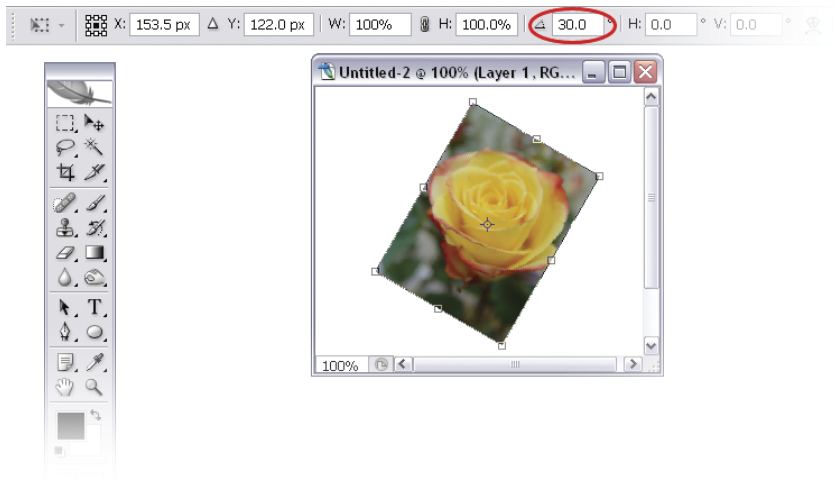 X: 153.5 px Δ Y: 122.0 px W: 100% H: 100.0% 30.0 ° H: 0.0 ° V: 0.0 °
Untitled-2 @ 100% (Layer 1, RG...
T
100%